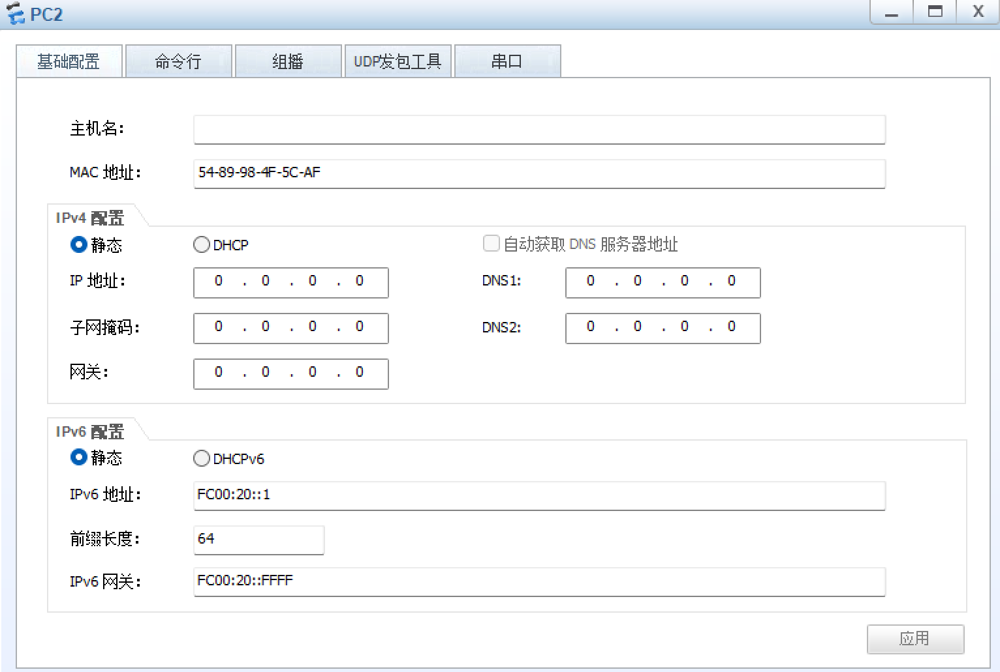 PC2
基础配置 命令行 组播 UDP发包工具 串口
主机名：
MAC 地址： 54-89-98-4F-5C-AF
IPv4 配置
静态 DHCP 自动获取 DNS 服务器地址
IP 地址： 0 . 0 . 0 . 0 DNS1: 0 . 0 . 0 . 0
子网掩码： 0 . 0 . 0 . 0 DNS2: 0 . 0 . 0 . 0
网关： 0 . 0 . 0 . 0
IPv6 配置
静态 DHCPv6
IPv6 地址： FC00:20::1
前缀长度： 64
IPv6 网关： FC00:20::FFFF
应用